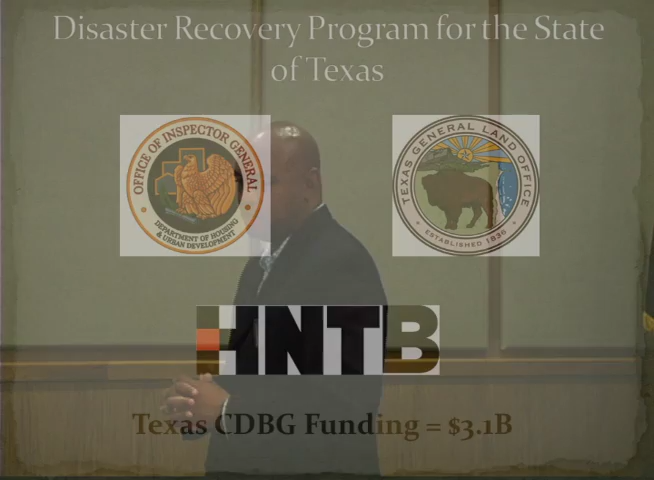 Disaster Recovery Program for the State
of Texas
OFFICE OF INSPECTOR GENERAL
DEPARTMENT OF HOUSING
& URBAN DEVELOPMENT
TEXAS GENERAL LAND OFFICE
ESTABLISHED 1836
HNTB
Texas CDBG Funding = $3.1B